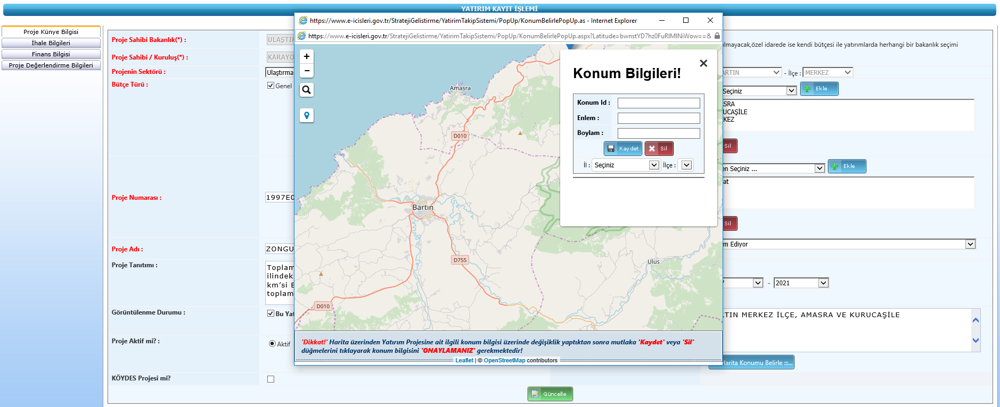 YATIRIM KAYIT İŞLEMİ
Proje Künye Bilgisi
İhale Bilgileri
Finans Bilgisi
Proje Değerlendirme Bilgileri
Proje Sahibi Bakanlık(*) :
ULAŞTIR
Proje Sahibi / Kuruluş(*) :
KARAYO
Projenin Sektörü :
Ulaştırma
Bütçe Türü :
Genel
Proje Numarası :
1997E0
Proje Adı :
ZONGU
Proje Tanıtımı :
Toplam
ilindek
km'si B
toplam
Görüntülenme Durumu :
Bu Yat
Proje Aktif mi? :
Aktif
KÖYDES Projesi mi?
https://www.e-icisleri.gov.tr/StratejiGelistirme/YatirimTakipSistemi/PopUp/KonumBelirlePopUp.as - Internet Explorer
https://www.e-icisleri.gov.tr/StratejiGelistirme/YatirimTakipSistemi/PopUp/KonumBelirlePopUp.aspx?Latitude=bwnstYD7hz0FuRIMINiWow==&
+
−
Amasra
D010
Bartın
D755
Ulus
D010
Konum Bilgileri!
Konum Id :
Enlem :
Boylam :
Kaydet
Sil
İl : Seçiniz İlçe :
'Dikkat!' Harita üzerinden Yatırım Projesine ait ilgili konum bilgisi üzerinde değişiklik yaptıktan sonra mutlaka 'Kaydet' veya 'Sil'
düğmelerini tıklayarak konum bilgisini 'ONAYLAMANIZ' gerekmektedir!
Leaflet | © OpenStreetMap contributors
ılmayacak,özel idarede ise kendi bütçesi ile yatırımlarda herhangi bir bakanlık seçimi
ARTIN - İlçe : MERKEZ
Seçiniz Ekle
SRA
UCAŞİLE
KEZ
Sil
en Seçiniz ... Ekle
at
Sil
m Ediyor
7 - 2021
TIN MERKEZ İLÇE, AMASRA VE KURUCAŞİLE
Harita Konumu Belirle :::...
Güncelle